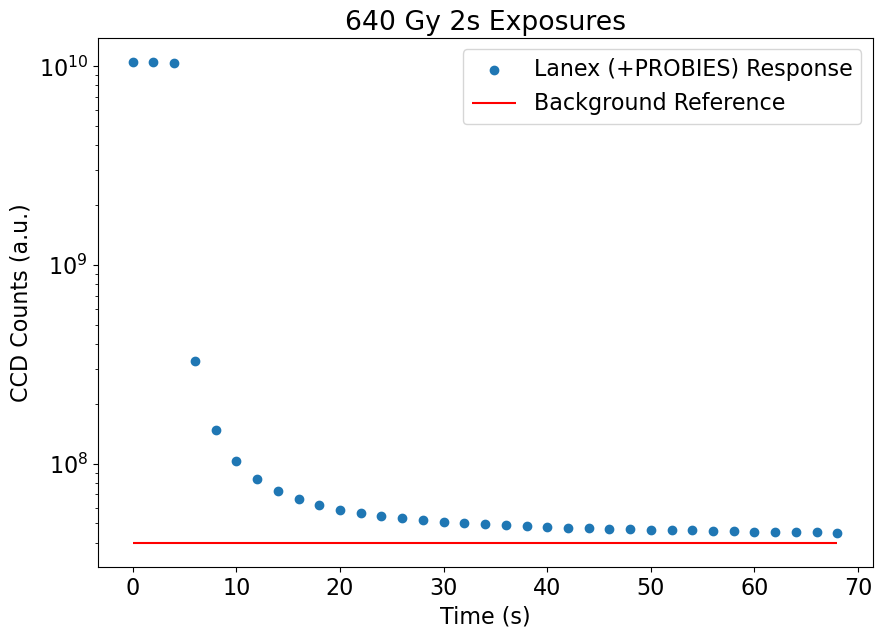 640 Gy 2s Exposures
Lanex (+PROBIES) Response
Background Reference
CCD Counts (a.u.)
10¹⁰
10⁹
10⁸
0 10 20 30 40 50 60 70
Time (s)